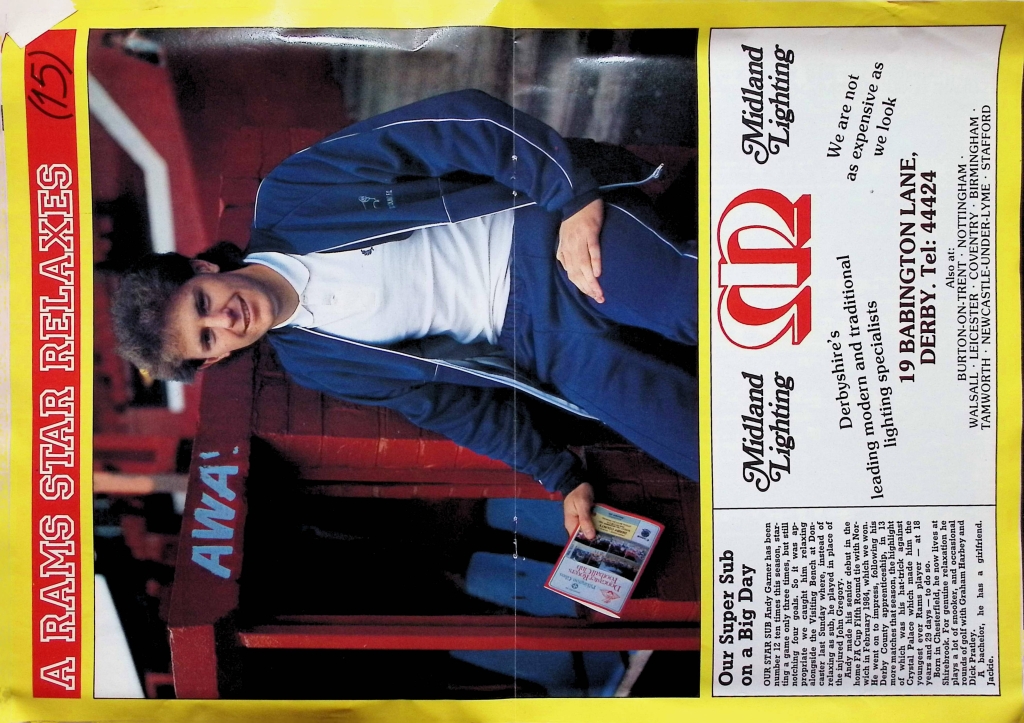 A RAMS STAR RELAXES
(15)
AWA
Doncaster Rovers
Football Club
Our Super Sub
on a Big Day
OUR STAR SUB Andy Garner has been
number 12 ten times this season, star-
ting a game only three times, but still
notching four goals. So it was ap-
propriate we caught him relaxing
alongside the Visiting Bench at Don-
caster last Sunday where, instead of
relaxing as sub, he played in place of
the injured John Gregory.
Andy made his senior debut in the
home FA Cup Fifth Round tie with Nor-
wich in February 1984, which we won.
He went on to impress, following his
Derby County apprenticeship, in 13
more matches that season, the highlight
of which was his hat-trick against
Crystal Palace which made him the
youngest ever Rams player — at 18
years and 29 days — to do so.
Born in Chesterfield, he now lives at
Shirebrook. For genuine relaxation he
plays a lot of snooker, and occasional
rounds of golf with Graham Harbey and
Dick Pratley.
A bachelor, he has a girlfriend,
Jackie.
Midland
Lighting
M
Midland
Lighting
Derbyshire's
leading modern and traditional
lighting specialists
We are not
as expensive as
we look
19 BABINGTON LANE,
DERBY. Tel: 44424
Also at:
BURTON-ON-TRENT · NOTTINGHAM ·
WALSALL · LEICESTER · COVENTRY · BIRMINGHAM ·
TAMWORTH · NEWCASTLE-UNDER-LYME · STAFFORD